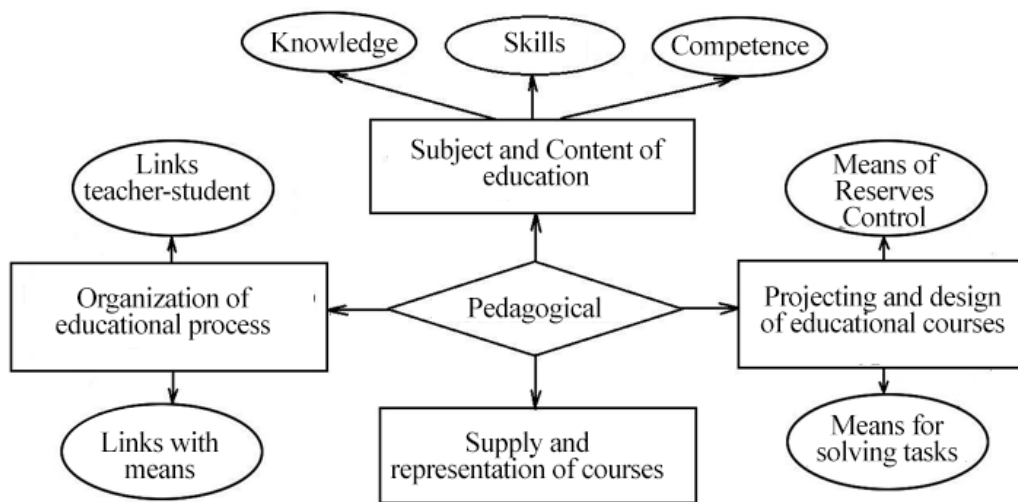 Knowledge
Skills
Competence
Subject and Content of
education
Links
teacher-student
Means of
Reserves
Control
Organization of
educational process
Pedagogical
Projecting and design
of educational courses
Links with
means
Supply and
representation of courses
Means for
solving tasks